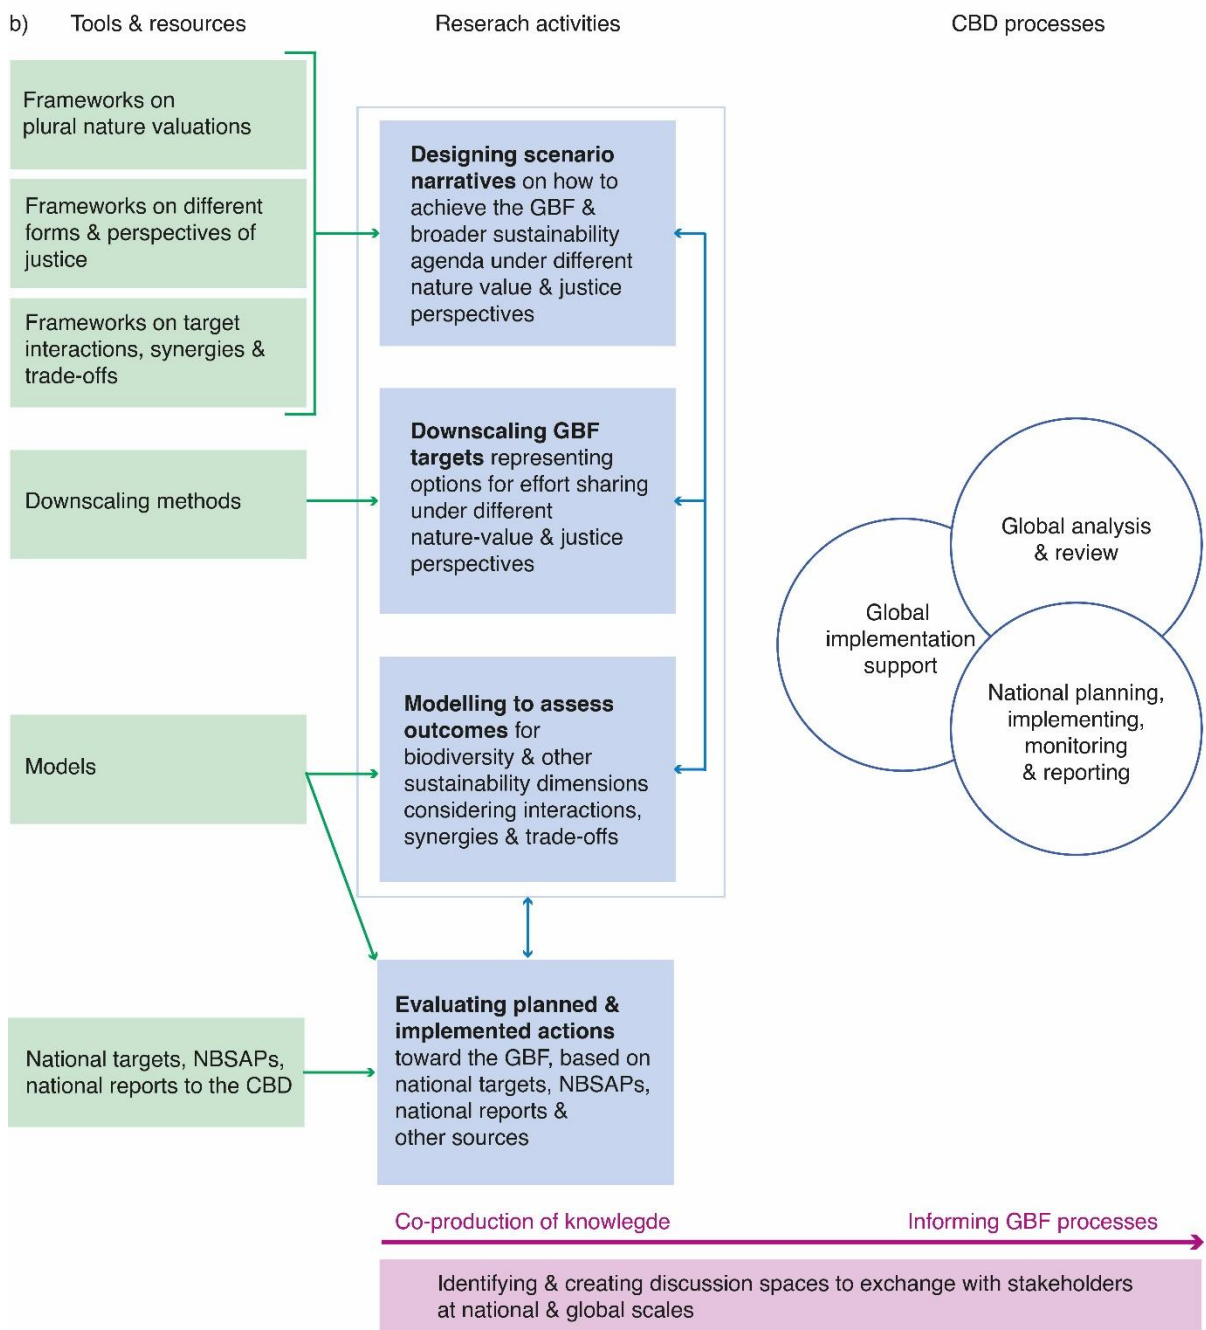 b)
Tools & resources
Reserach activities
CBD processes
Frameworks on
plural nature valuations
Frameworks on different
forms & perspectives of
justice
Frameworks on target
interactions, synergies &
trade-offs
Downscaling methods
Models
National targets, NBSAPs,
national reports to the CBD
Designing scenario
narratives on how to
achieve the GBF &
broader sustainability
agenda under different
nature value & justice
perspectives
Downscaling GBF
targets representing
options for effort sharing
under different
nature-value & justice
perspectives
Modelling to assess
outcomes for
biodiversity & other
sustainability dimensions
considering interactions,
synergies & trade-offs
Evaluating planned &
implemented actions
toward the GBF, based on
national targets, NBSAPs,
national reports &
other sources
Global analysis
& review
Global
implementation
support
National planning,
implementing,
monitoring
& reporting
Co-production of knowlegde
Informing GBF processes
Identifying & creating discussion spaces to exchange with stakeholders
at national & global scales